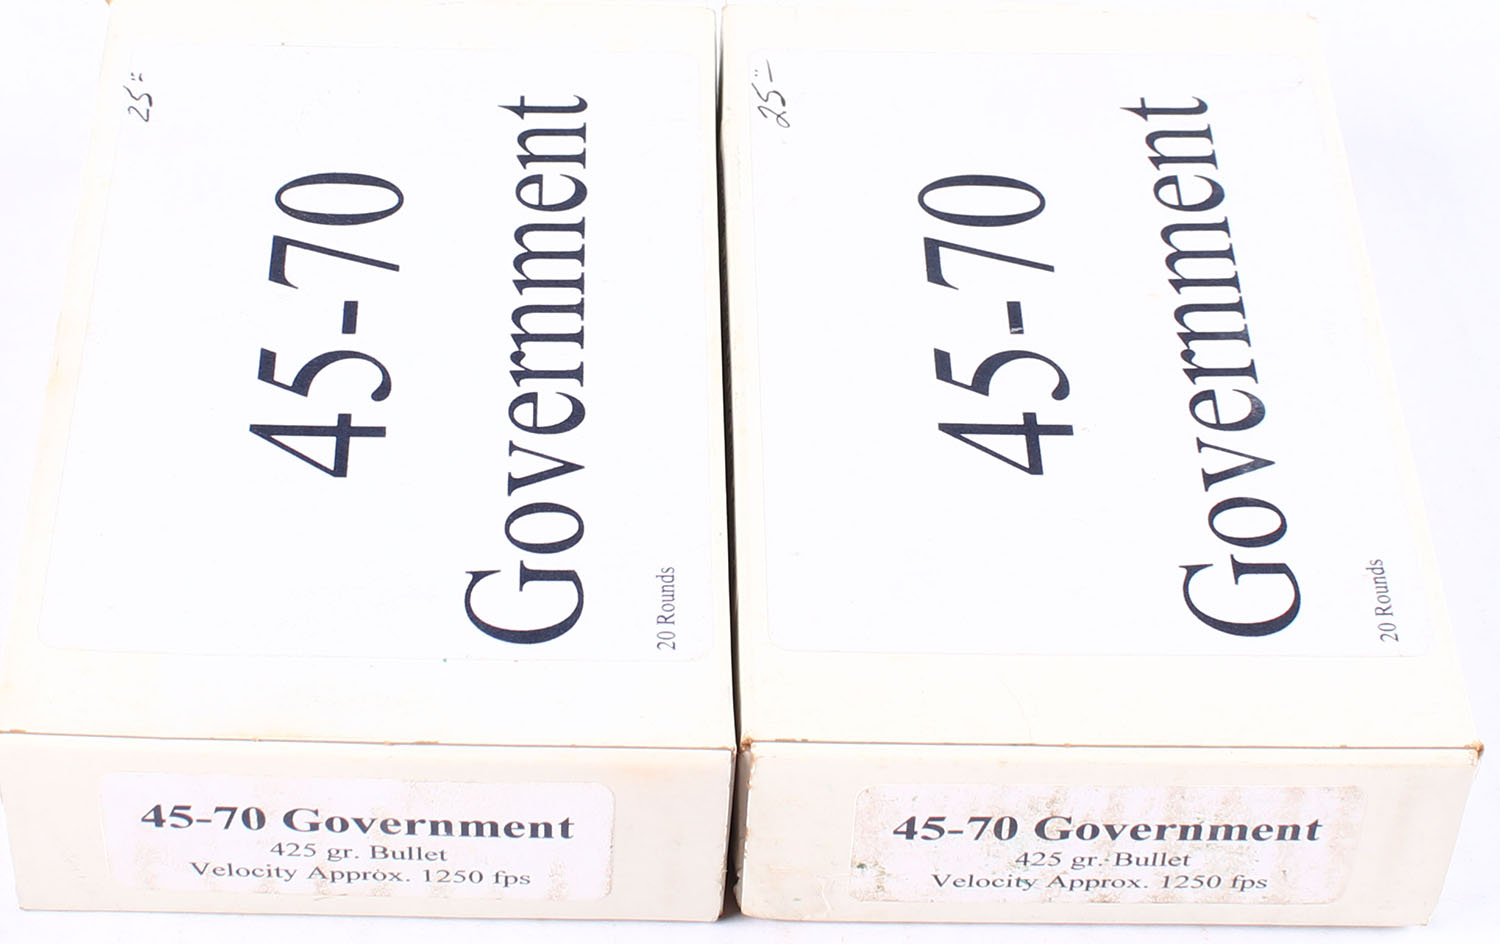 25"
45-70
Government
20 Rounds
45-70 Government
425 gr. Bullet
Velocity Approx. 1250 fps
25"–
45-70
Government
20 Rounds
45-70 Government
425 gr. Bullet
Velocity Approx. 1250 fps